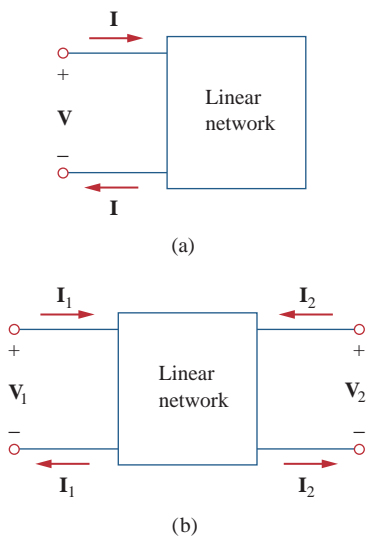 I
+
V
Linear
network
−
I
(a)
I1 I2
+ +
V1 Linear V2
network
− −
I1 I2
(b)